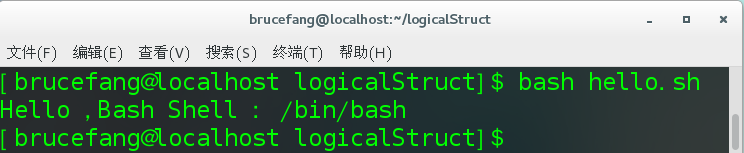 brucefang@localhost:~/logicalStruct
文件(F) 编辑(E) 查看(V) 搜索(S) 终端(T) 帮助(H)
[brucefang@localhost logicalStruct]$ bash hello.sh
Hello ,Bash Shell : /bin/bash
[brucefang@localhost logicalStruct]$